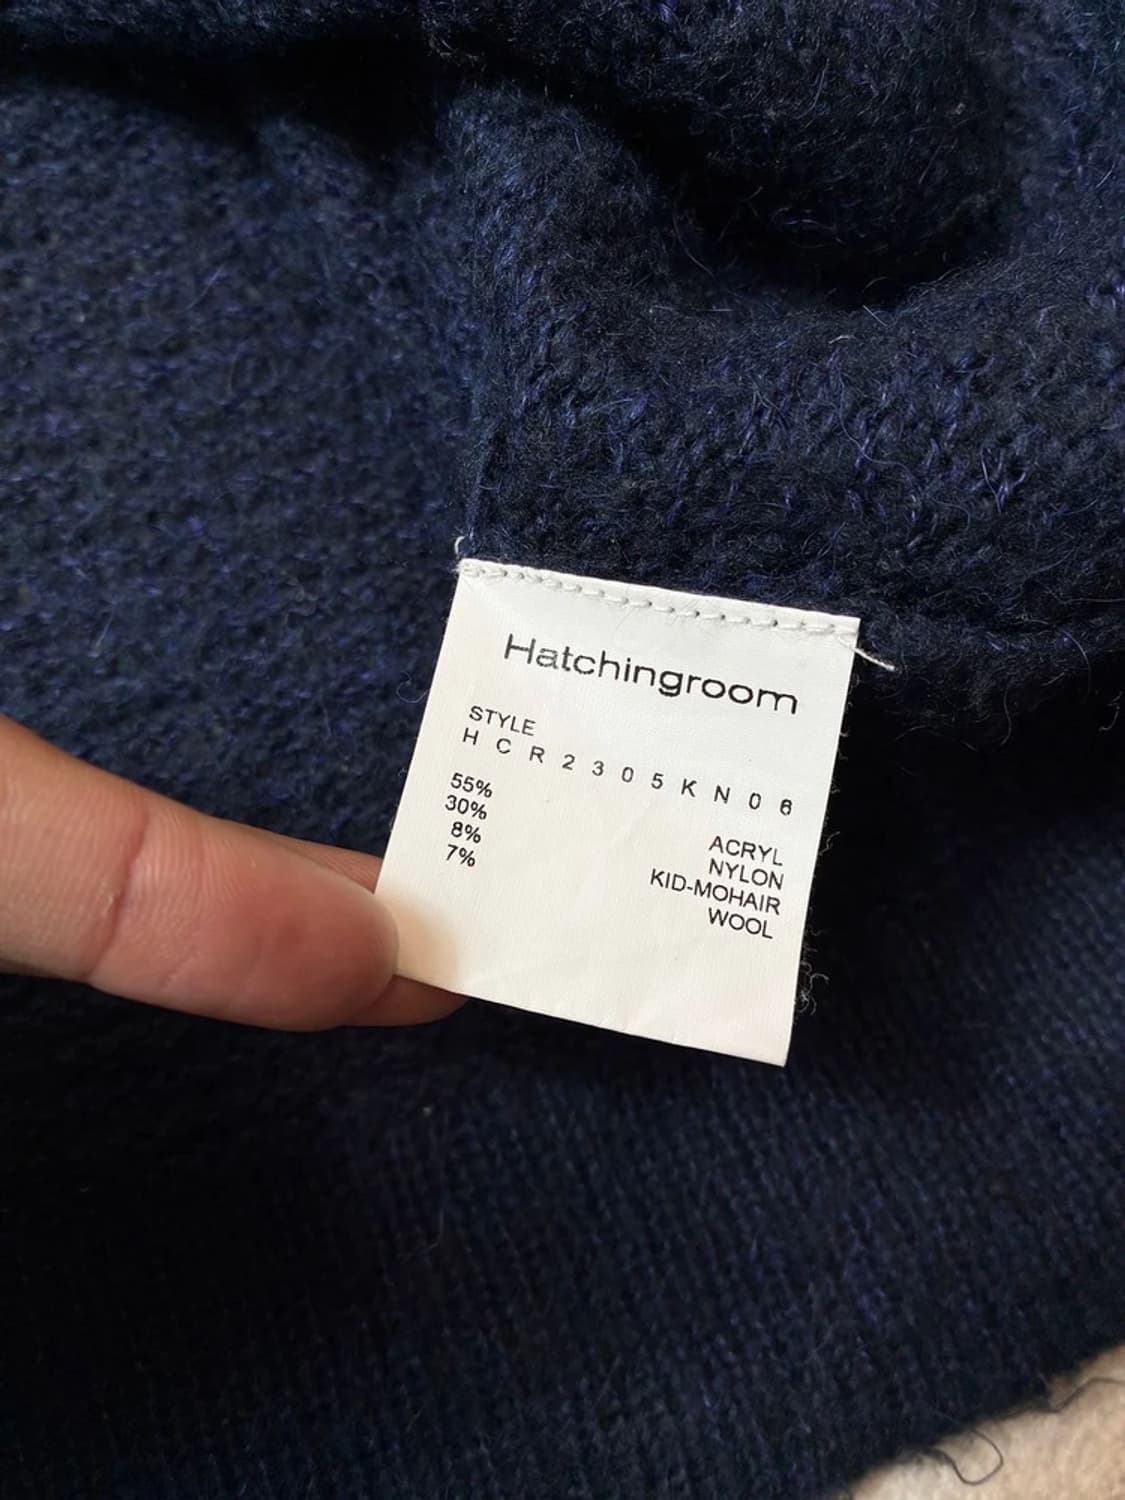 Hatchingroom
STYLE
H C R 2 3 0 5 K N 0 6
55% ACRYL
30% NYLON
8% KID-MOHAIR
7% WOOL